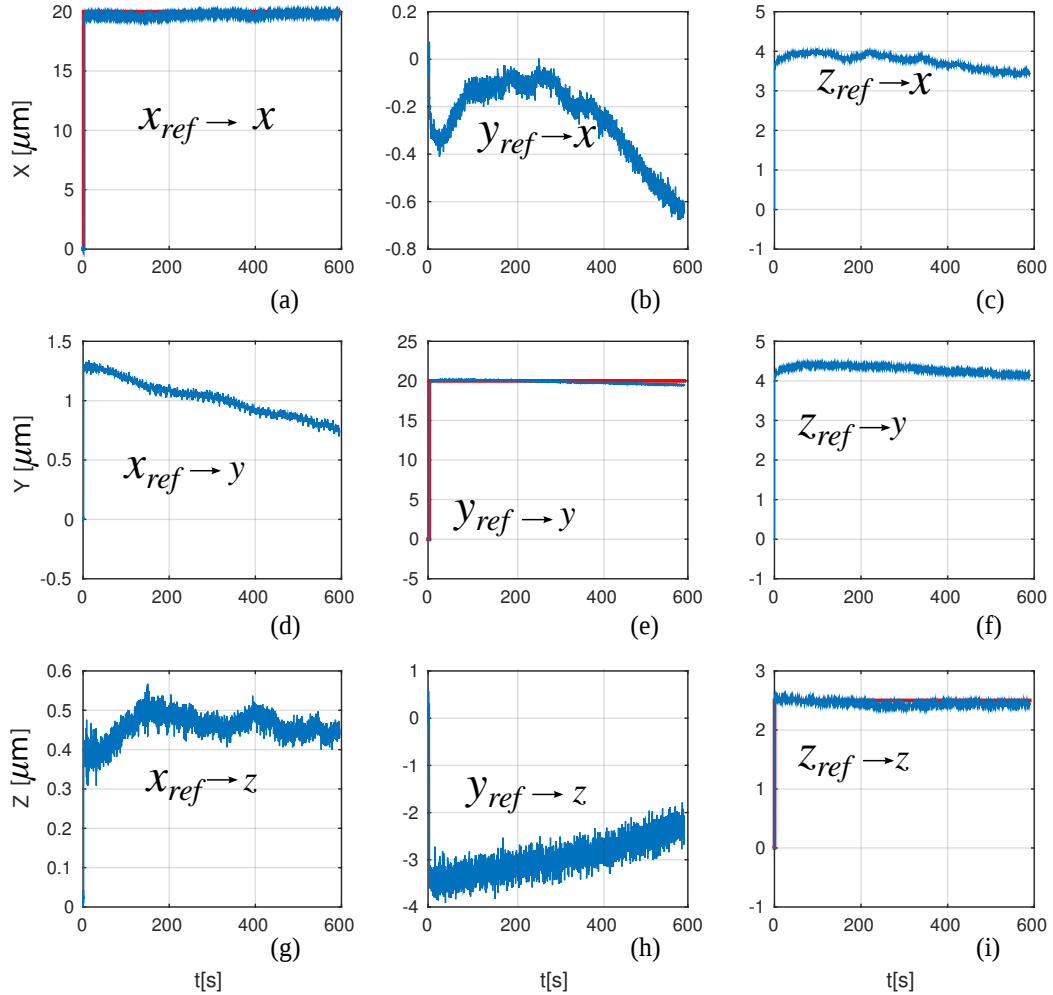 X [μm]
20
15
10
5
0
x_ref → x
0 200 400 600
(a)
0.2
0
-0.2
-0.4
-0.6
-0.8
y_ref → x
0 200 400 600
(b)
5
4
3
2
1
0
-1
z_ref → x
0 200 400 600
(c)
Y [μm]
1.5
1
0.5
0
-0.5
x_ref → y
0 200 400 600
(d)
25
20
15
10
5
0
-5
y_ref → y
0 200 400 600
(e)
5
4
3
2
1
0
-1
z_ref → y
0 200 400 600
(f)
Z [μm]
0.6
0.5
0.4
0.3
0.2
0.1
0
x_ref → z
0 200 400 600
(g)
t[s]
1
0
-1
-2
-3
-4
y_ref → z
0 200 400 600
(h)
t[s]
3
2
1
0
-1
z_ref → z
0 200 400 600
(i)
t[s]